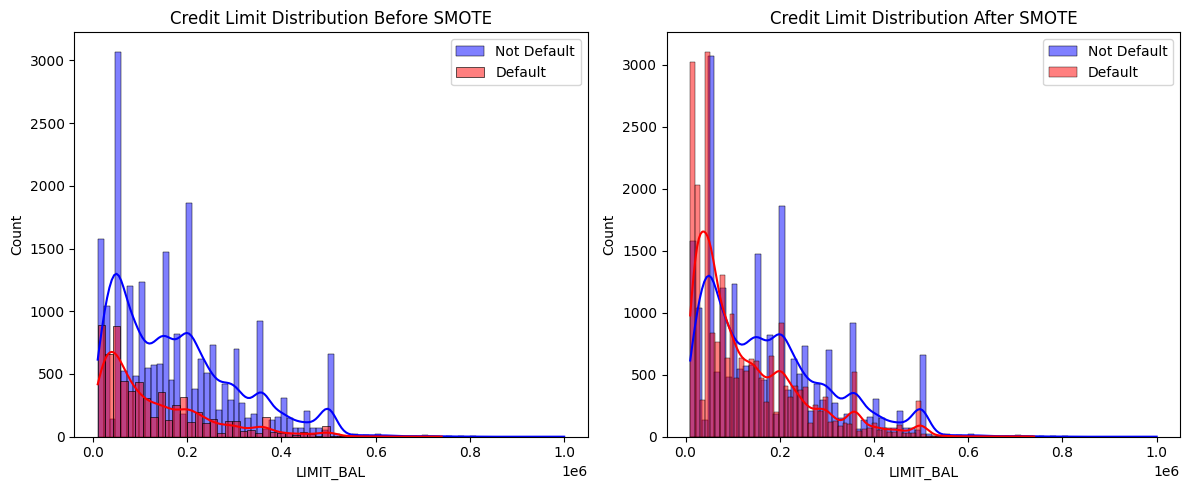 Credit Limit Distribution Before SMOTE
Not Default
Default
Count
3000
2500
2000
1500
1000
500
0
0.0 0.2 0.4 0.6 0.8 1.0
1e6
LIMIT_BAL
Credit Limit Distribution After SMOTE
Not Default
Default
Count
3000
2500
2000
1500
1000
500
0
0.0 0.2 0.4 0.6 0.8 1.0
1e6
LIMIT_BAL